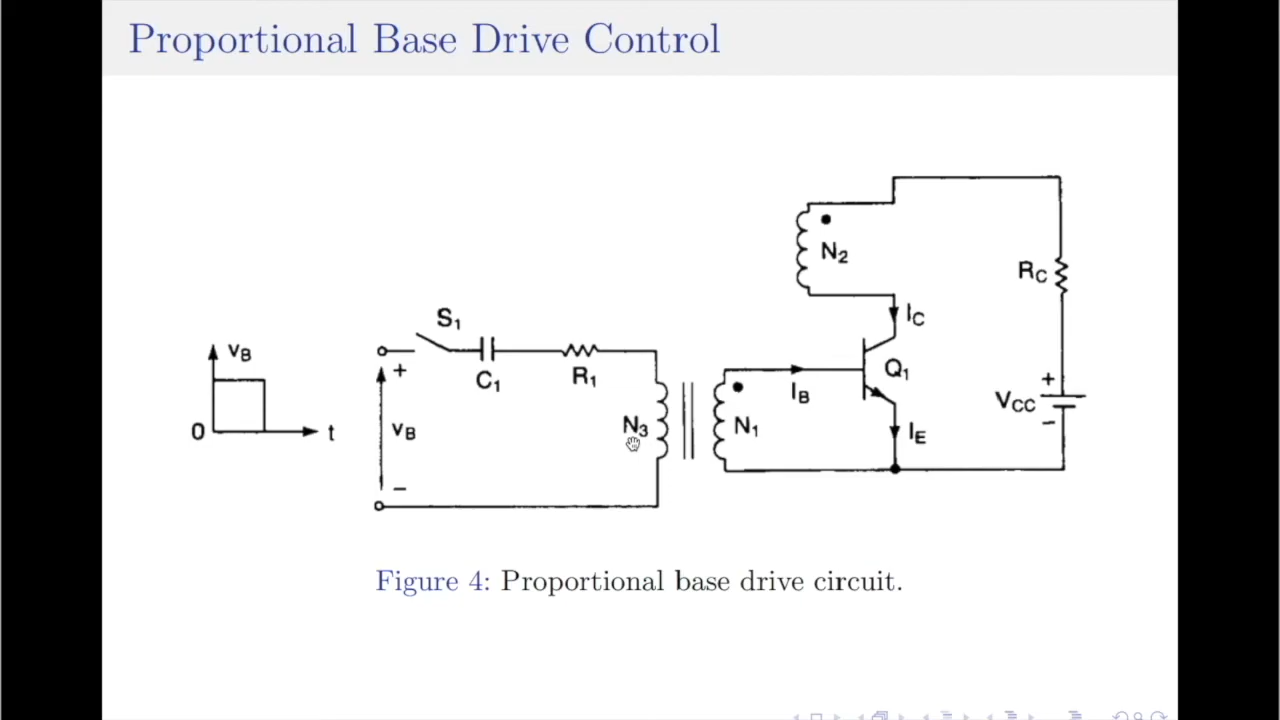 Proportional Base Drive Control
N₂
R_C
S₁
I_C
v_B
+
C₁
R₁
Q₁
I_B
+
V_CC
−
0
t
v_B
N₃
N₁
I_E
−
Figure 4: Proportional base drive circuit.